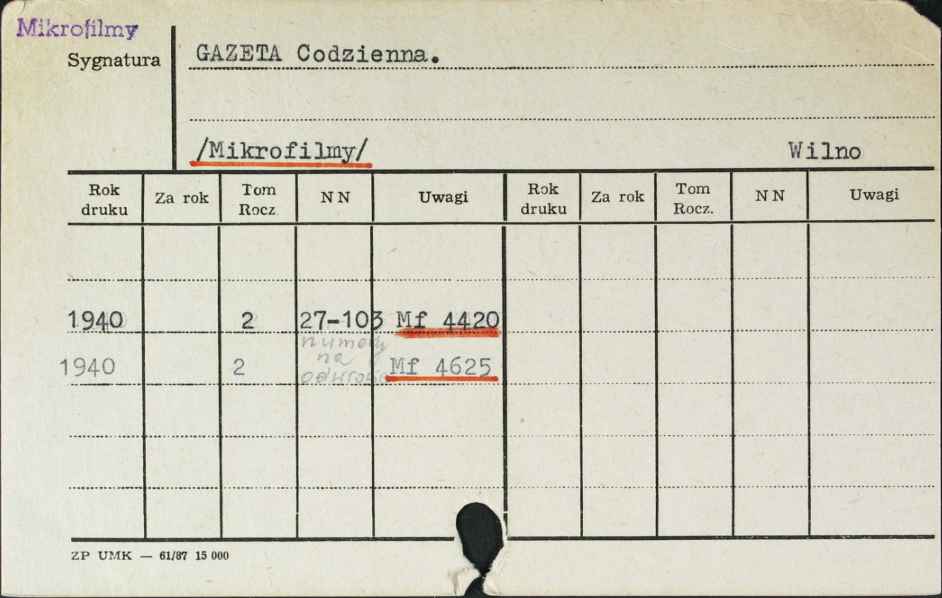 Mikrofilmy
Sygnatura
GAZETA Codzienna.
/Mikrofilmy/ Wilno
Rok druku Za rok Tom Rocz. NN Uwagi Rok druku Za rok Tom Rocz. NN Uwagi
1940 2 27-103 Mf 4420
numery
na
odwrocie
1940 2 Mf 4625
ZP UMK — 61/87 15 000